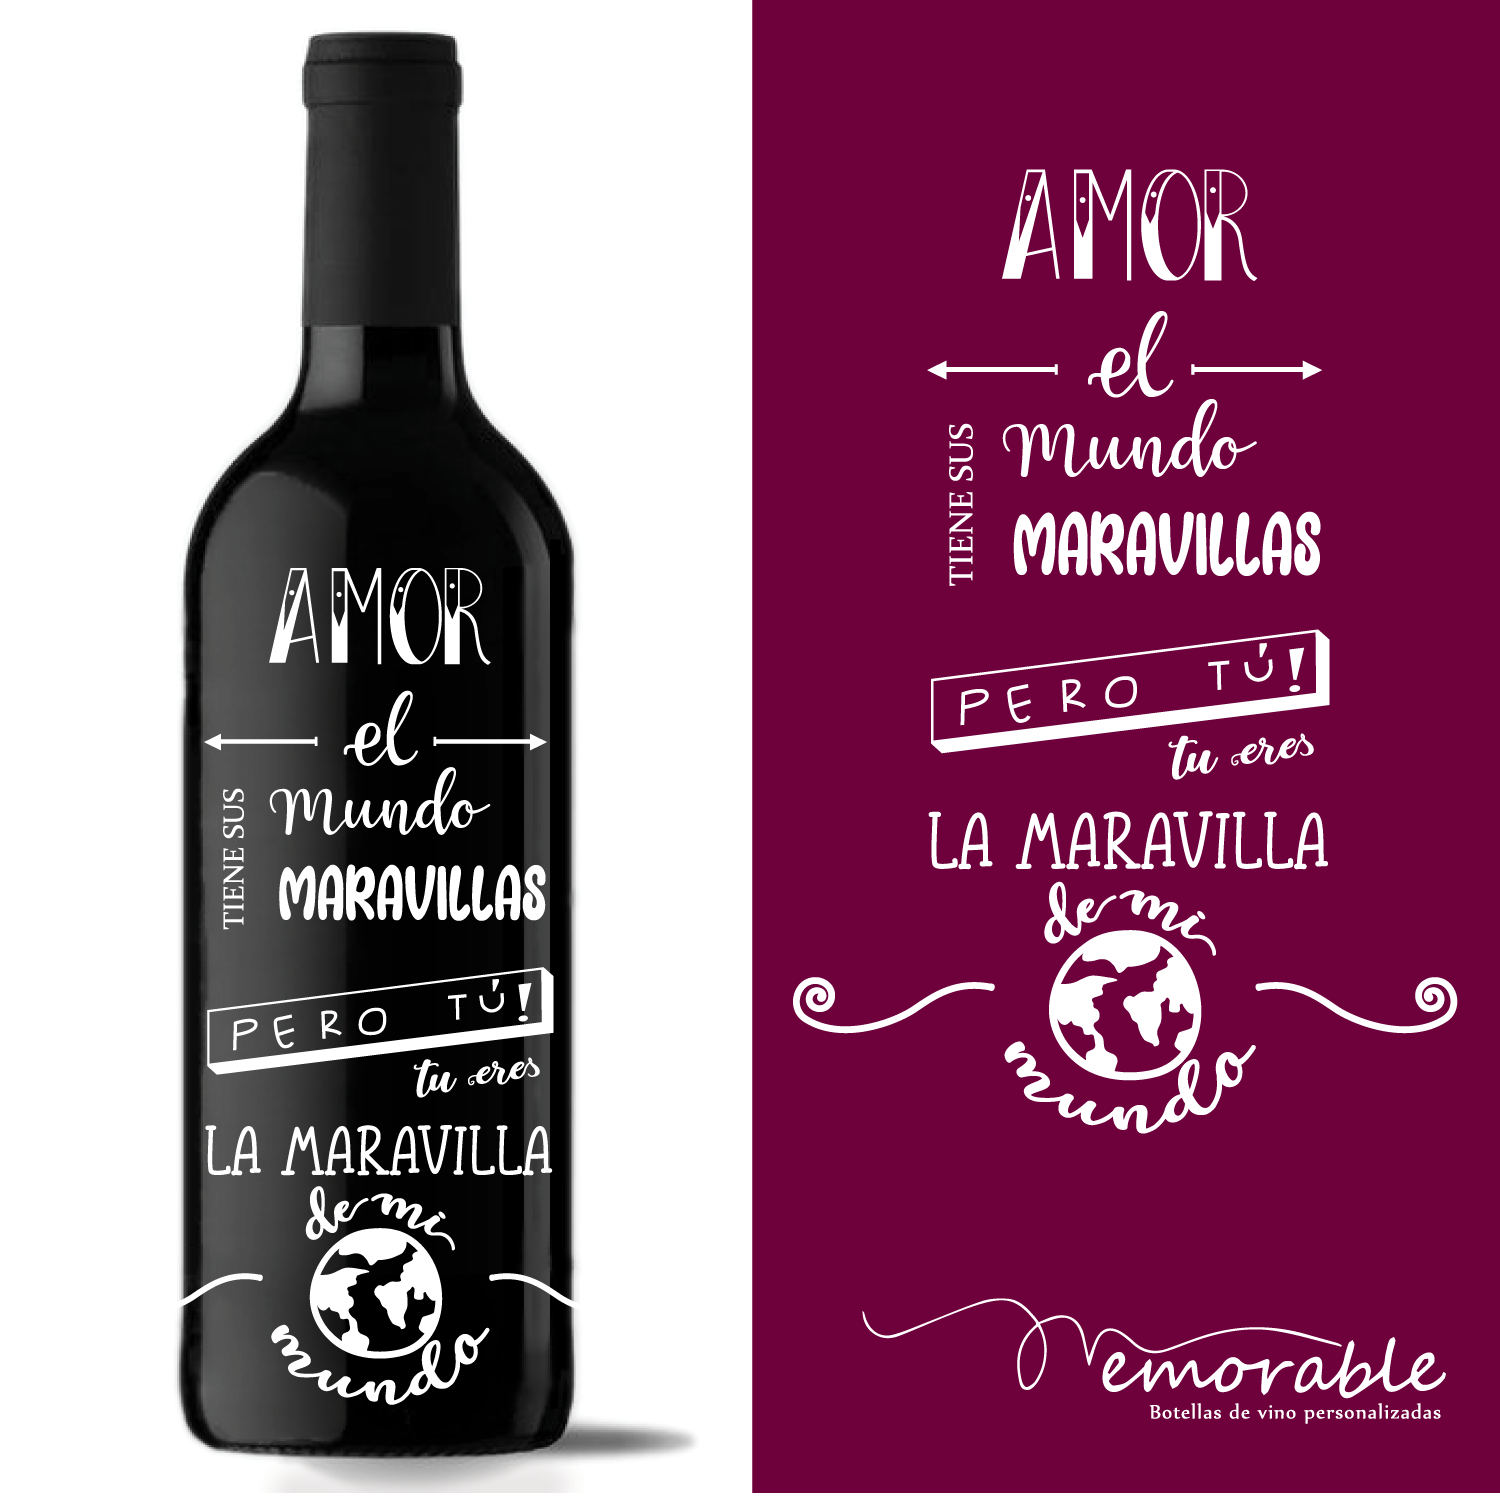 AMOR
el
mundo
TIENE SUS
MARAVILLAS
PERO TÚ!
tu eres
LA MARAVILLA
de mi
mundo
AMOR
el
mundo
TIENE SUS
MARAVILLAS
PERO TÚ!
tu eres
LA MARAVILLA
de mi
mundo
Memorable
Botellas de vino personalizadas